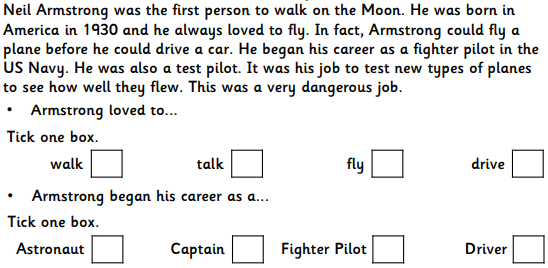 Neil Armstrong was the first person to walk on the Moon. He was born in
America in 1930 and he always loved to fly. In fact, Armstrong could fly a
plane before he could drive a car. He began his career as a fighter pilot in the
US Navy. He was also a test pilot. It was his job to test new types of planes
to see how well they flew. This was a very dangerous job.
• Armstrong loved to...
Tick one box.
walk talk fly drive
• Armstrong began his career as a...
Tick one box.
Astronaut Captain Fighter Pilot Driver